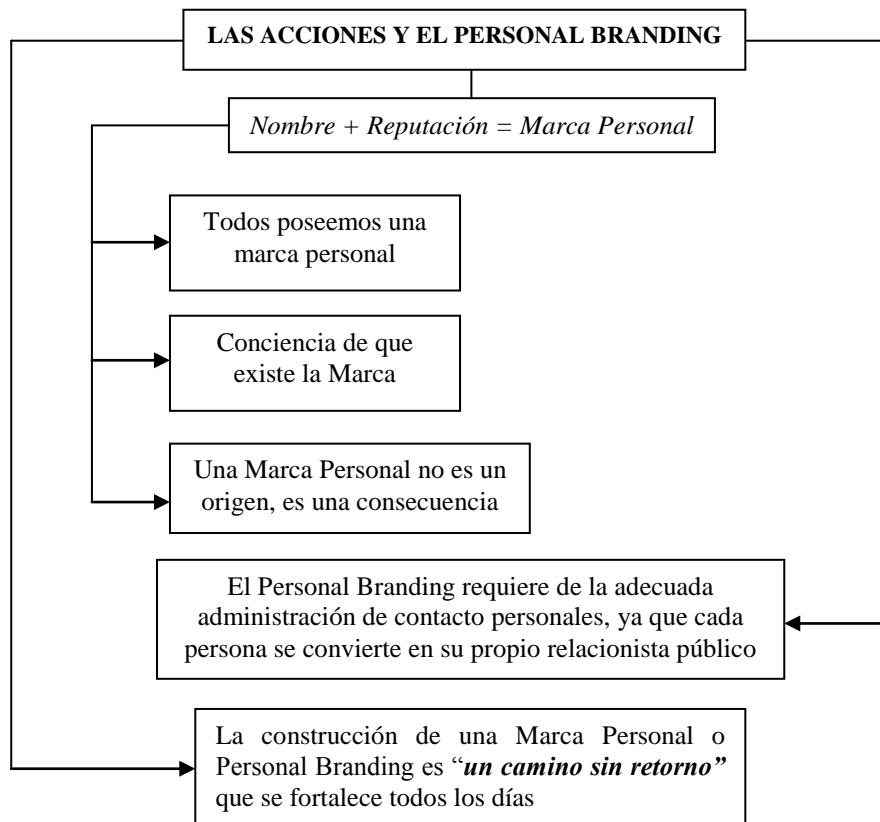 LAS ACCIONES Y EL PERSONAL BRANDING
Nombre + Reputación = Marca Personal
Todos poseemos una
marca personal
Conciencia de que
existe la Marca
Una Marca Personal no es un
origen, es una consecuencia
El Personal Branding requiere de la adecuada
administración de contacto personales, ya que cada
persona se convierte en su propio relacionista público
La construcción de una Marca Personal o
Personal Branding es “un camino sin retorno”
que se fortalece todos los días